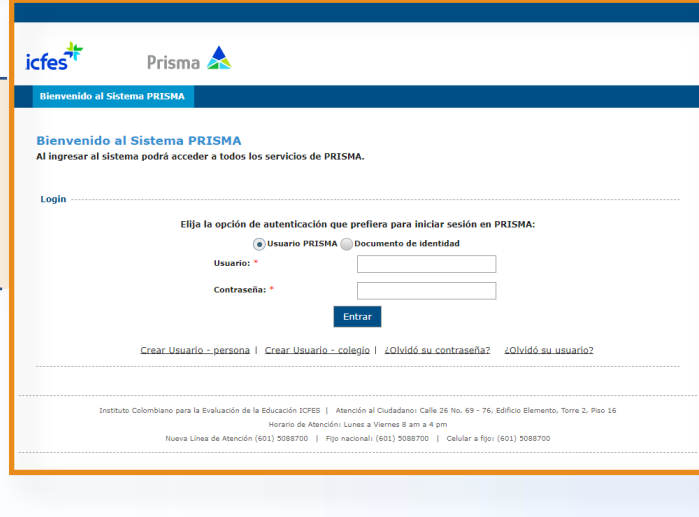 icfes
Prisma
Bienvenido al Sistema PRISMA
Bienvenido al Sistema PRISMA
Al ingresar al sistema podrá acceder a todos los servicios de PRISMA.
Login
Elija la opción de autenticación que prefiera para iniciar sesión en PRISMA:
Usuario PRISMA Documento de identidad
Usuario: *
Contraseña: *
Entrar
Crear Usuario - persona | Crear Usuario - colegio | ¿Olvidó su contraseña? ¿Olvidó su usuario?
Instituto Colombiano para la Evaluación de la Educación ICFES | Atención al Ciudadano: Calle 26 No. 69 - 76, Edificio Elemento, Torre 2, Piso 16
Horario de Atención: Lunes a Viernes 8 am a 4 pm
Nueva Línea de Atención (601) 5088700 | Fijo nacional: (601) 5088700 | Celular a fijo: (601) 5088700